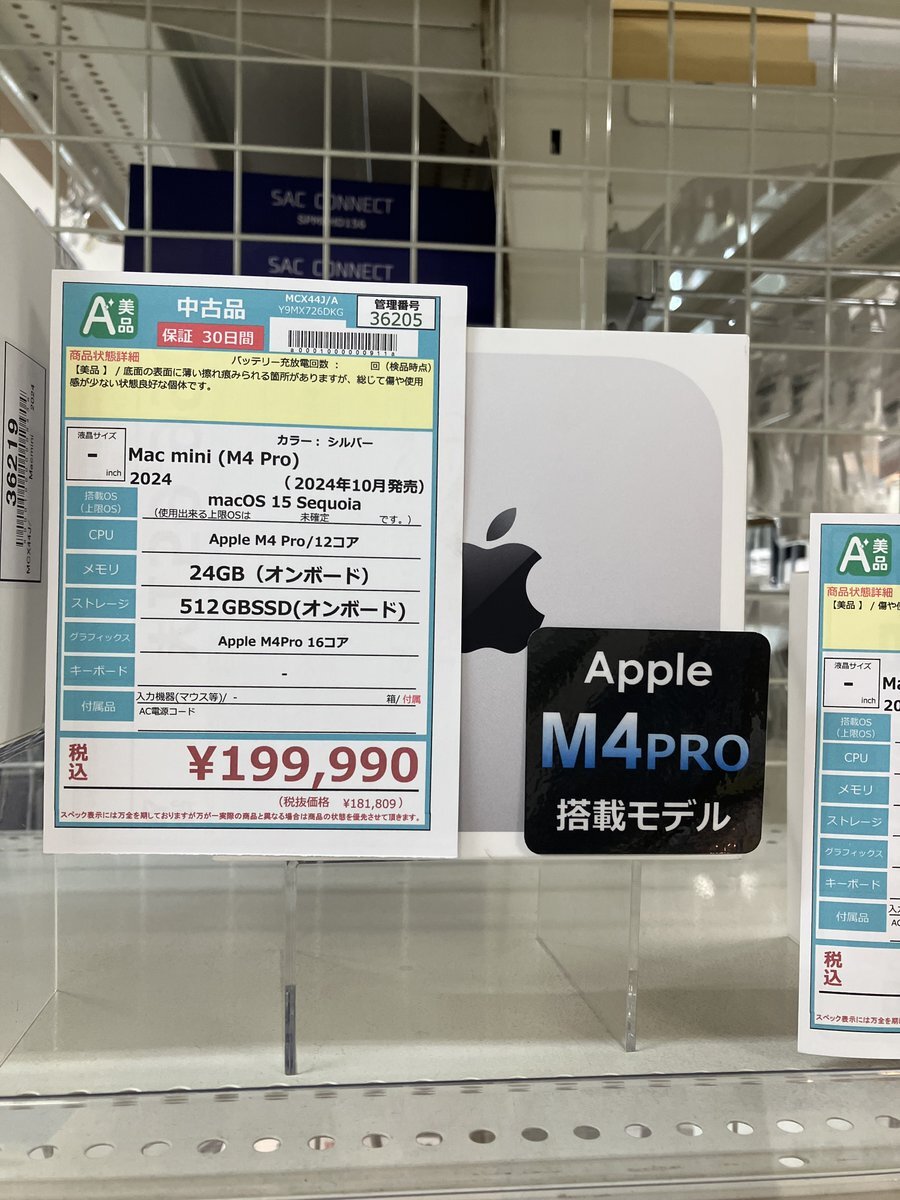 SAC CONNECT
SAC CONNECT
A+
美品
中古品
保証 30日間
MCX44J/A
Y9MX726DKG
管理番号
36205
商品状態詳細
バッテリー充放電回数 : 回 (検品時点)
【美品 】 / 底面の表面に薄い擦れ痕みられる箇所がありますが、総じて傷や使用
感が少ない状態良好な個体です。
液晶サイズ
-
inch
カラー : シルバー
Mac mini (M4 Pro)
2024
(2024年10月発売)
搭載OS
(上限OS)
macOS 15 Sequoia
(使用出来る上限OSは 未確定 です。)
CPU
Apple M4 Pro/12コア
メモリ
24GB (オンボード)
ストレージ
512GBSSD(オンボード)
グラフィックス
Apple M4Pro 16コア
キーボード
-
付属品
入力機器(マウス等)/ -
箱/ 付属
AC電源コード
税込
¥199,990
(税抜価格 ¥181,809 )
スペック表示には万全を期しておりますが万が一実際の商品と異なる場合は商品の状態を優先させて頂きます。
Apple
M4PRO
搭載モデル
36219
Macmini
2024
A+
美品
商品状態詳細
【美品 】 / 傷や
液晶サイズ
-
inch
搭載OS
(上限OS)
CPU
メモリ
ストレージ
グラフィックス
キーボード
付属品
税込